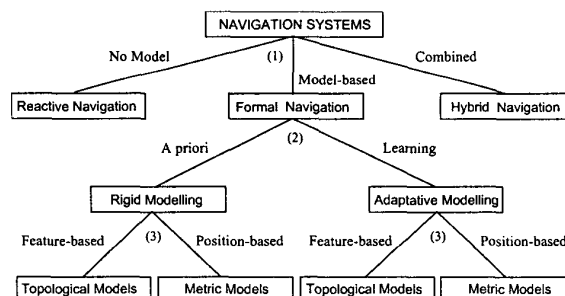 NAVIGATION SYSTEMS
No Model
(1)
Combined
Model-based
Reactive Navigation
Formal Navigation
Hybrid Navigation
A priori
(2)
Learning
Rigid Modelling
Adaptative Modelling
Feature-based
(3)
Position-based
Feature-based
(3)
Position-based
Topological Models
Metric Models
Topological Models
Metric Models